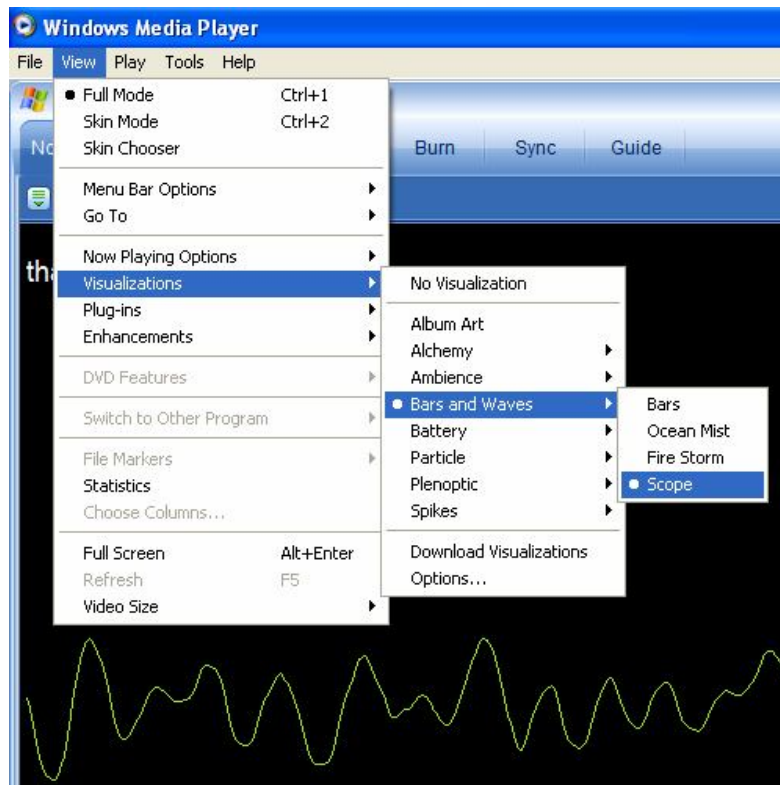 Windows Media Player
File View Play Tools Help
Full Mode Ctrl+1
Skin Mode Ctrl+2
Skin Chooser
Burn Sync Guide
Menu Bar Options
Go To
Now Playing Options
Visualizations
Plug-ins
Enhancements
DVD Features
Switch to Other Program
File Markers
Statistics
Choose Columns...
Full Screen Alt+Enter
Refresh F5
Video Size
No Visualization
Album Art
Alchemy
Ambience
Bars and Waves
Battery
Particle
Plenoptic
Spikes
Download Visualizations
Options...
Bars
Ocean Mist
Fire Storm
Scope